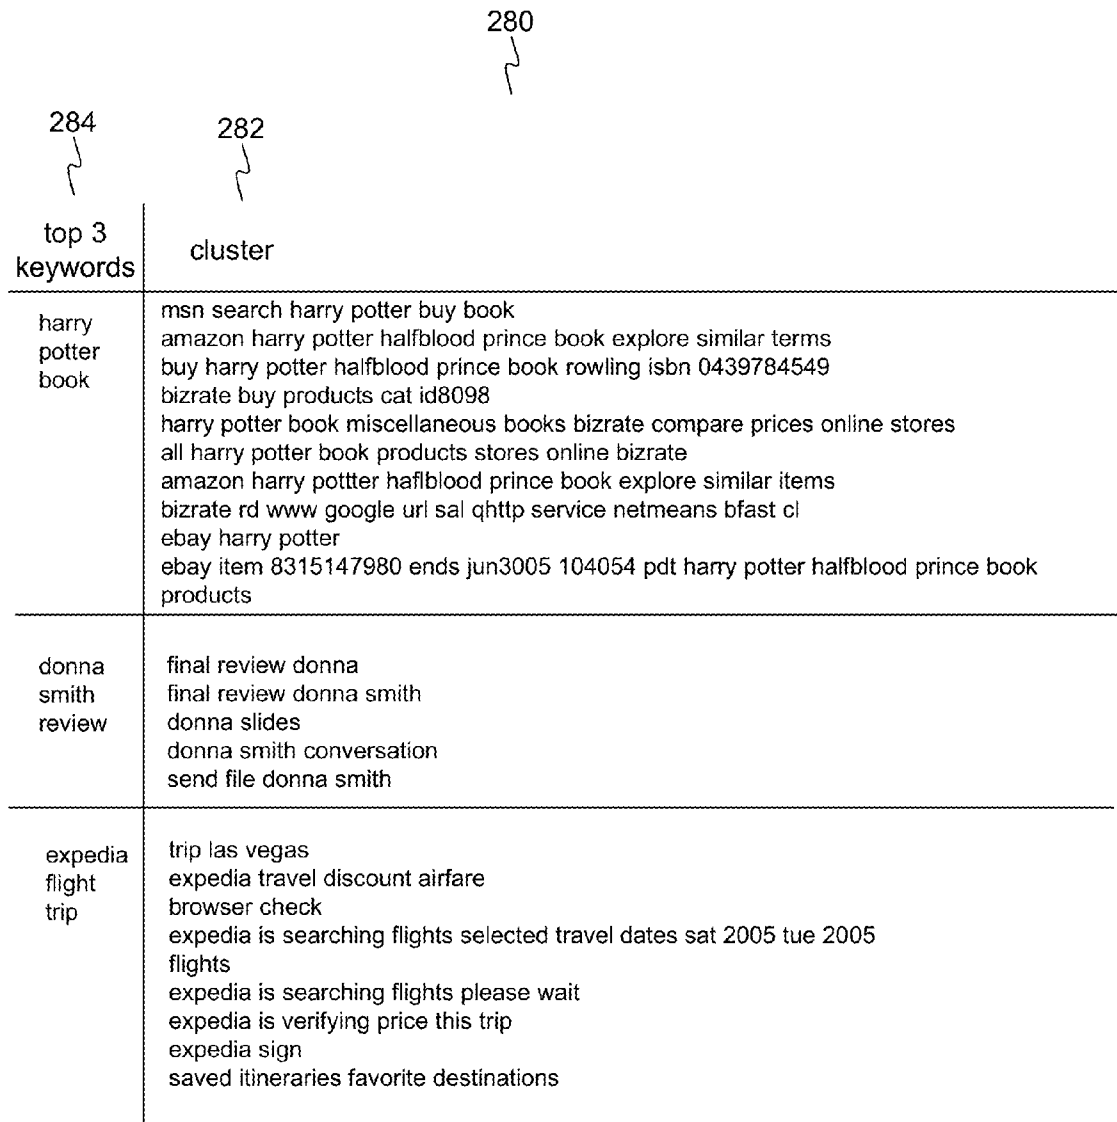 280
284
282
top 3
keywords
cluster
harry
potter
book
msn search harry potter buy book
amazon harry potter halfblood prince book explore similar terms
buy harry potter halfblood prince book rowling isbn 0439784549
bizrate buy products cat id8098
harry potter book miscellaneous books bizrate compare prices online stores
all harry potter book products stores online bizrate
amazon harry pottter haflblood prince book explore similar items
bizrate rd www google url sal qhttp service netmeans bfast cl
ebay harry potter
ebay item 8315147980 ends jun3005 104054 pdt harry potter halfblood prince book
products
donna
smith
review
final review donna
final review donna smith
donna slides
donna smith conversation
send file donna smith
expedia
flight
trip
trip las vegas
expedia travel discount airfare
browser check
expedia is searching flights selected travel dates sat 2005 tue 2005
flights
expedia is searching flights please wait
expedia is verifying price this trip
expedia sign
saved itineraries favorite destinations